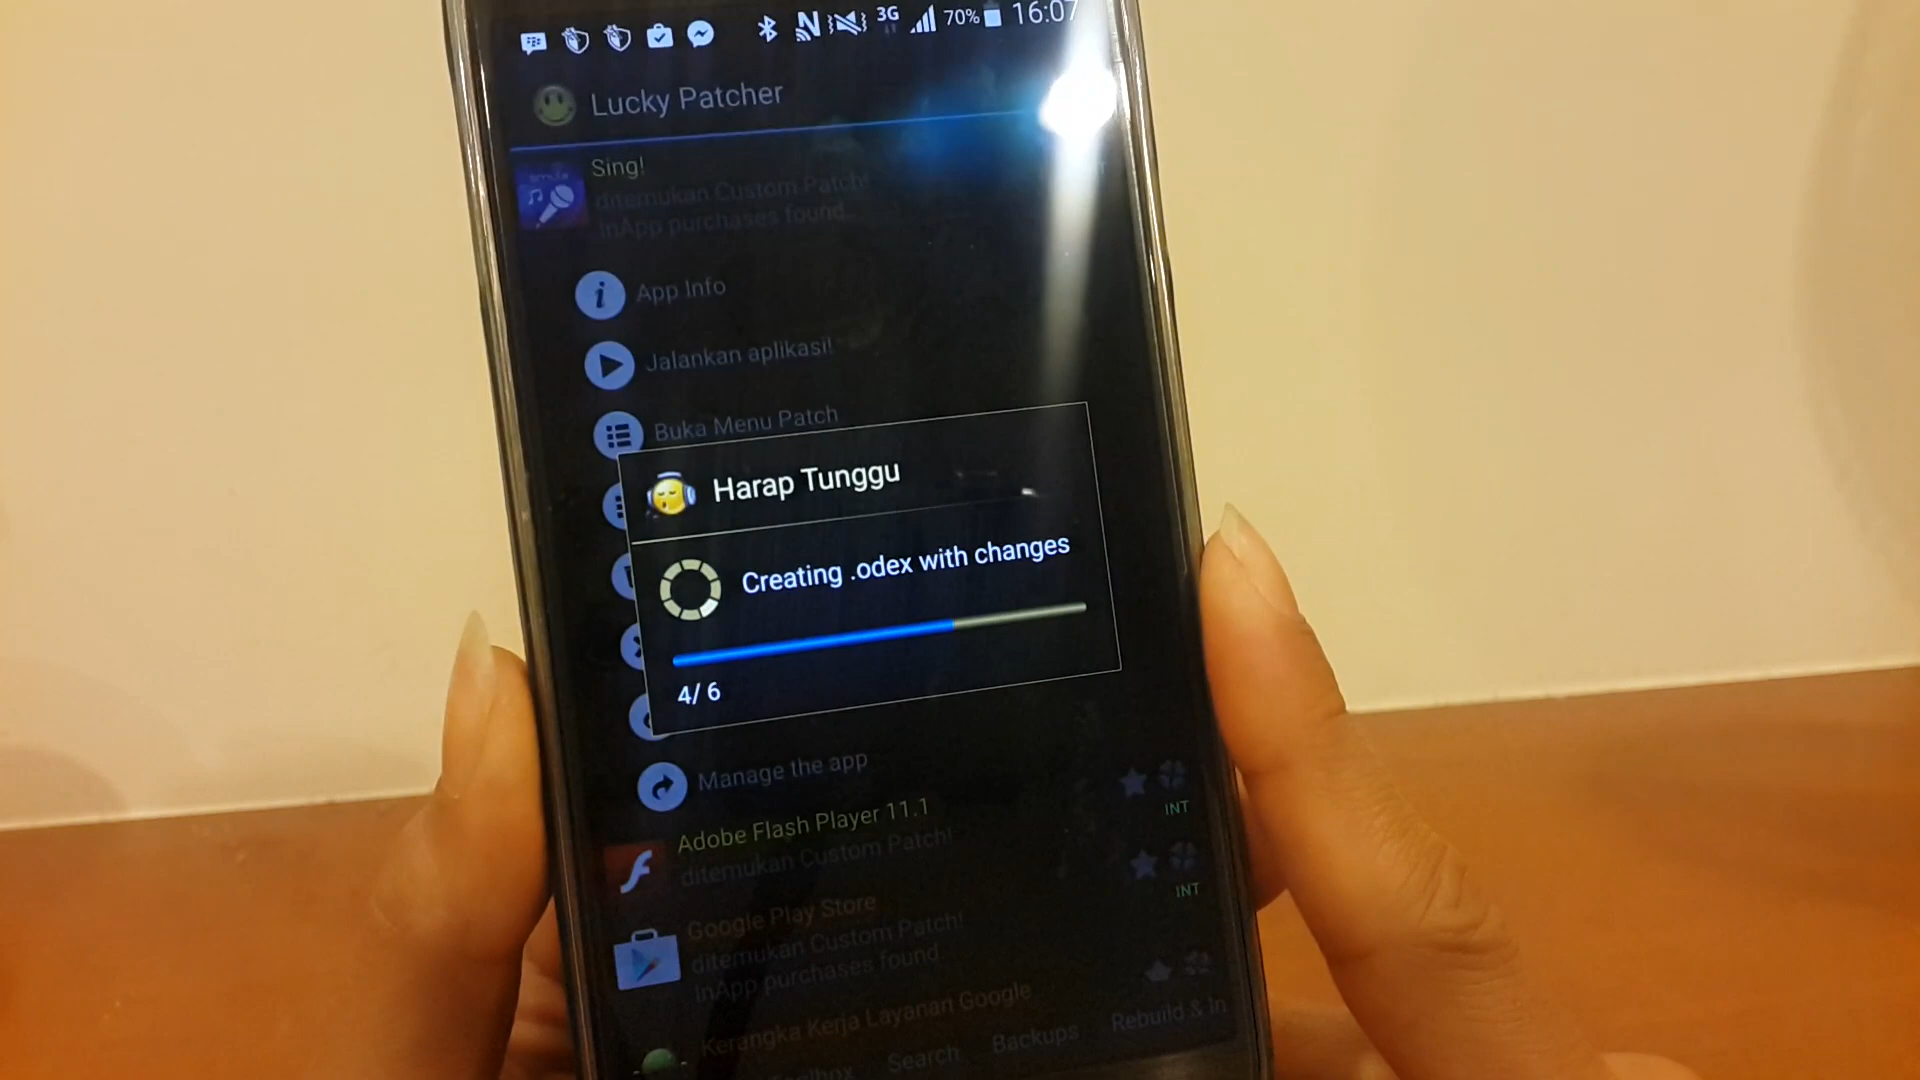 3G 70% 16:07
Lucky Patcher
Sing!
ditemukan Custom Patch!
InApp purchases found
App Info
Jalankan aplikasi!
Buka Menu Patch
Harap Tunggu
Creating .odex with changes
4/ 6
Manage the app
Adobe Flash Player 11.1
ditemukan Custom Patch!
INT
Google Play Store
ditemukan Custom Patch!
InApp purchases found
INT
Kerangka Kerja Layanan Google
Toolbox Search Backups Rebuild & In